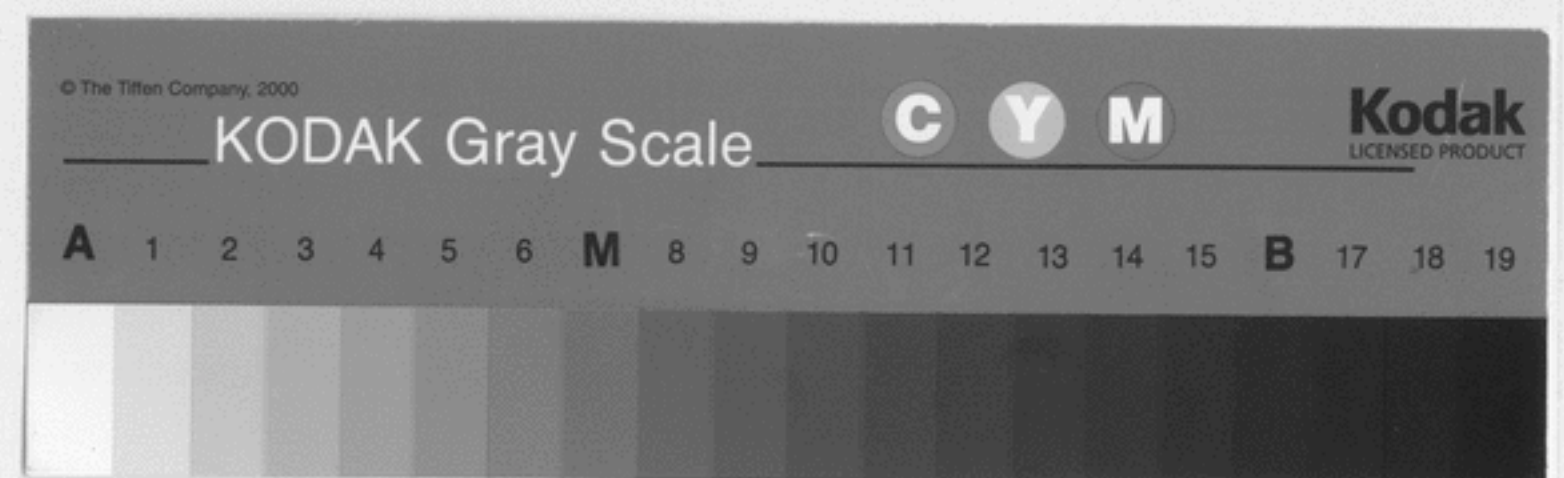 © The Tiffen Company, 2000
KODAK Gray Scale
C Y M
Kodak
LICENSED PRODUCT
A 1 2 3 4 5 6 M 8 9 10 11 12 13 14 15 B 17 18 19